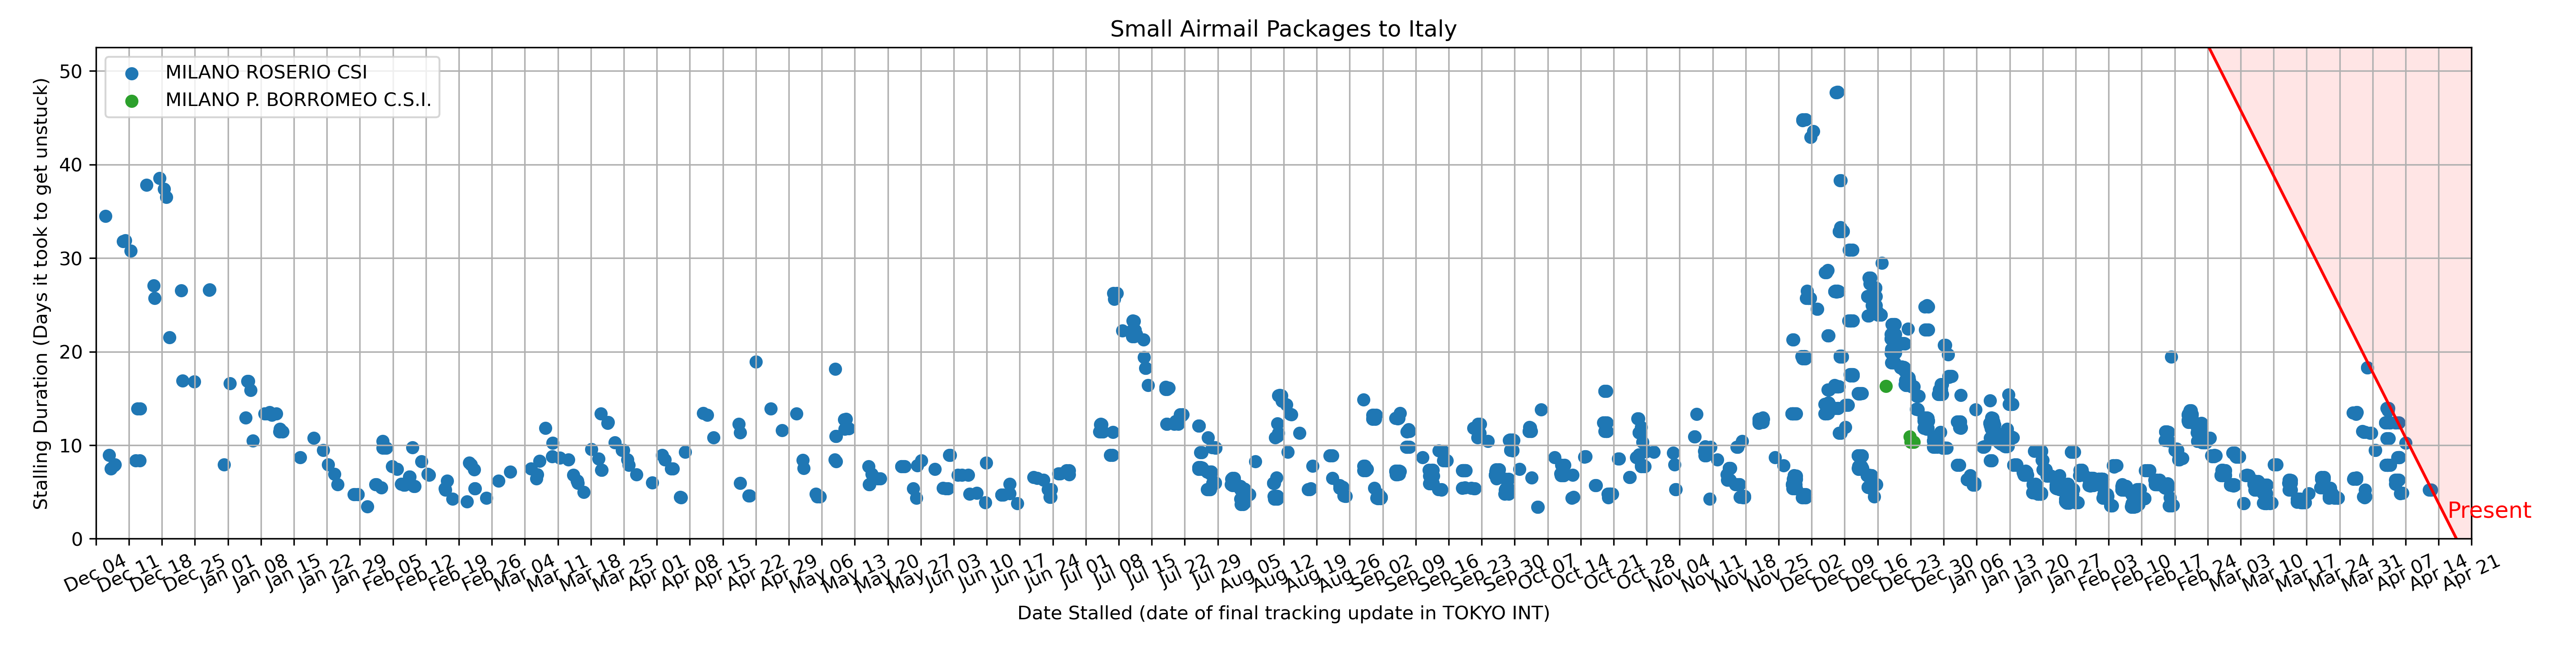 Small Airmail Packages to Italy
MILANO ROSERIO CSI
MILANO P. BORROMEO C.S.I.
Stalling Duration (Days it took to get unstuck)
50
40
30
20
10
0
Present
Dec 04
Dec 11
Dec 18
Dec 25
Jan 01
Jan 08
Jan 15
Jan 22
Jan 29
Feb 05
Feb 12
Feb 19
Feb 26
Mar 04
Mar 11
Mar 18
Mar 25
Apr 01
Apr 08
Apr 15
Apr 22
Apr 29
May 06
May 13
May 20
May 27
Jun 03
Jun 10
Jun 17
Jun 24
Jul 01
Jul 08
Jul 15
Jul 22
Jul 29
Aug 05
Aug 12
Aug 19
Aug 26
Sep 02
Sep 09
Sep 16
Sep 23
Sep 30
Oct 07
Oct 14
Oct 21
Oct 28
Nov 04
Nov 11
Nov 18
Nov 25
Dec 02
Dec 09
Dec 16
Dec 23
Dec 30
Jan 06
Jan 13
Jan 20
Jan 27
Feb 03
Feb 10
Feb 17
Feb 24
Mar 03
Mar 10
Mar 17
Mar 24
Mar 31
Apr 07
Apr 14
Apr 21
Date Stalled (date of final tracking update in TOKYO INT)